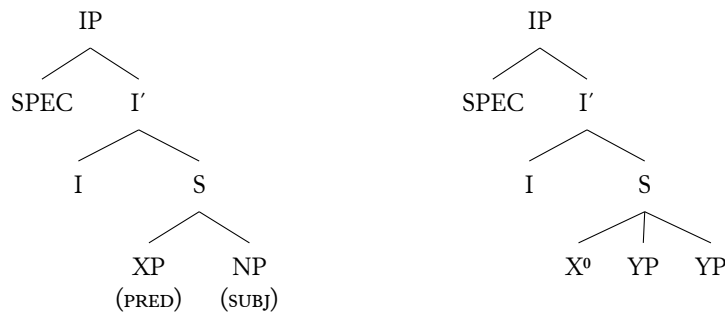 IP IP
SPEC I′ SPEC I′
I S I S
XP NP X⁰ YP YP
(PRED) (SUBJ)